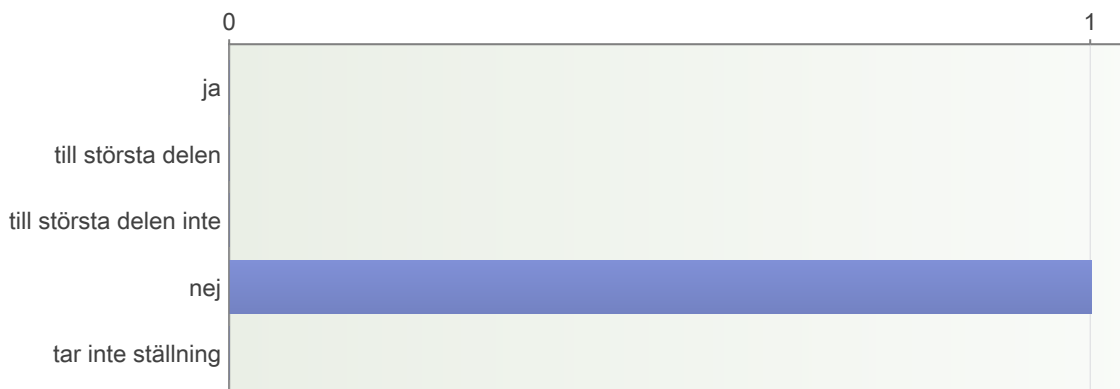 0 1
ja
till största delen
till största delen inte
nej
tar inte ställning